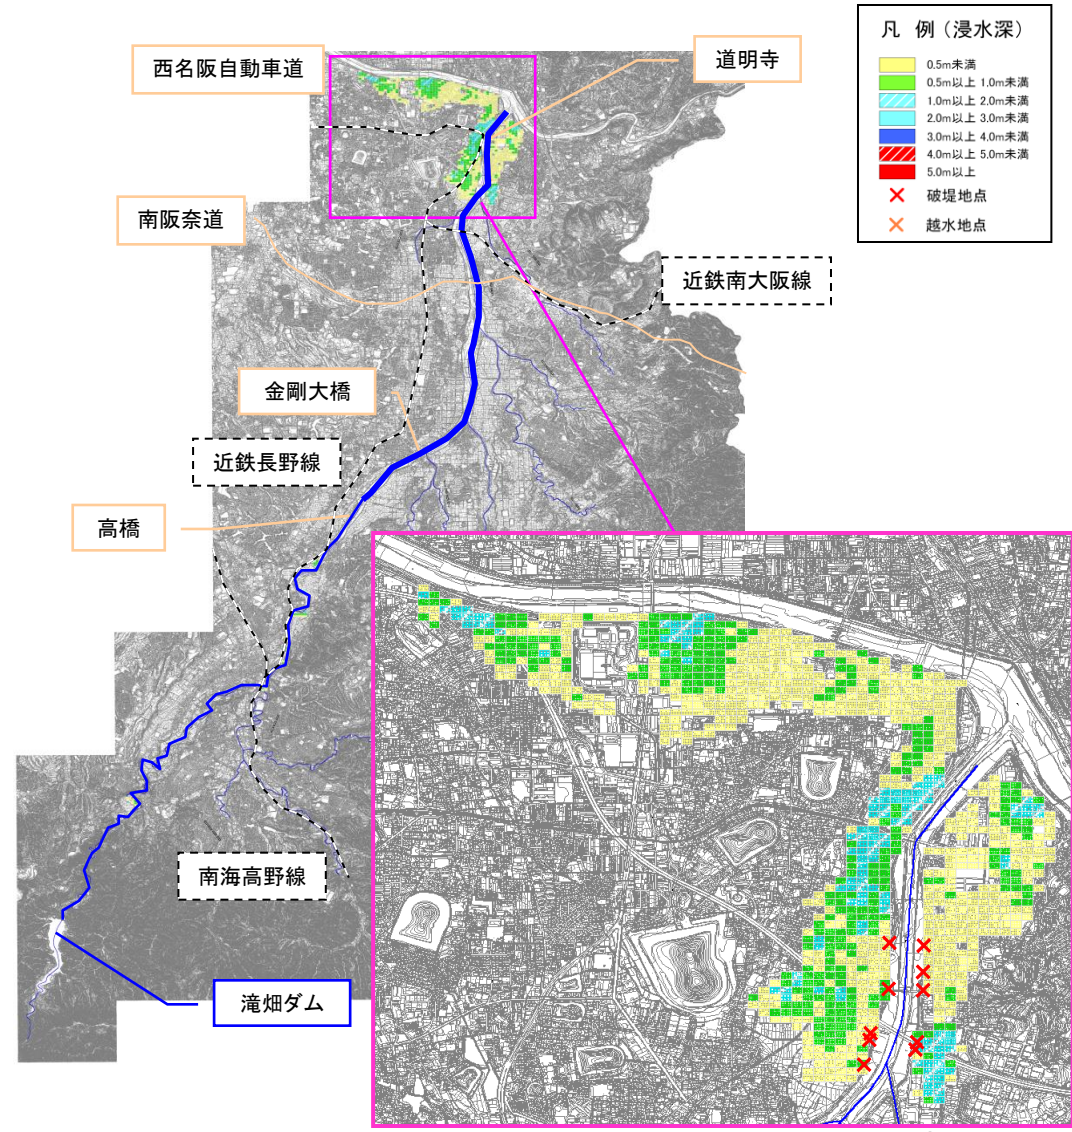 凡 例（浸水深）
0.5m未満
0.5m以上 1.0m未満
1.0m以上 2.0m未満
2.0m以上 3.0m未満
3.0m以上 4.0m未満
4.0m以上 5.0m未満
5.0m以上
破堤地点
越水地点
西名阪自動車道
道明寺
南阪奈道
近鉄南大阪線
金剛大橋
近鉄長野線
高橋
南海高野線
滝畑ダム